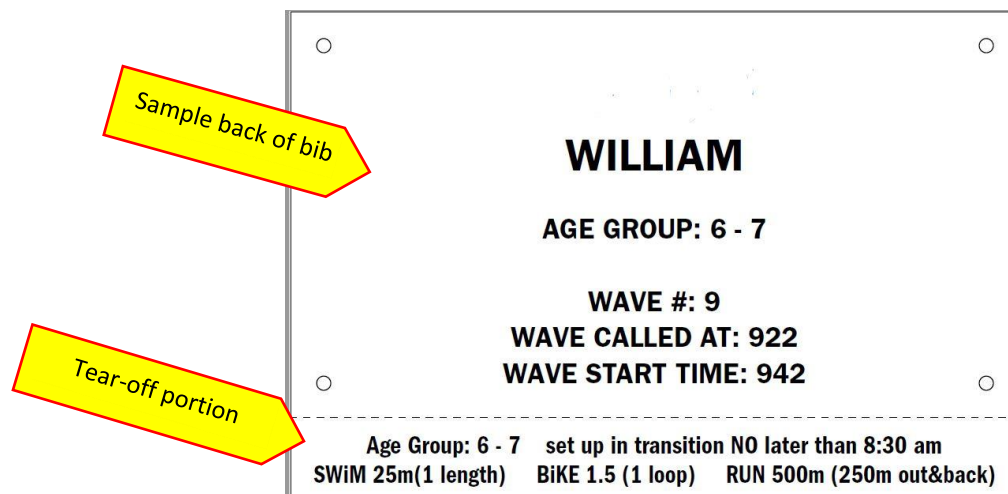 Sample back of bib
WILLIAM
AGE GROUP: 6 - 7
WAVE #: 9
WAVE CALLED AT: 922
WAVE START TIME: 942
Tear-off portion
Age Group: 6 - 7 set up in transition NO later than 8:30 am
SWiM 25m(1 length) BiKE 1.5 (1 loop) RUN 500m (250m out&back)